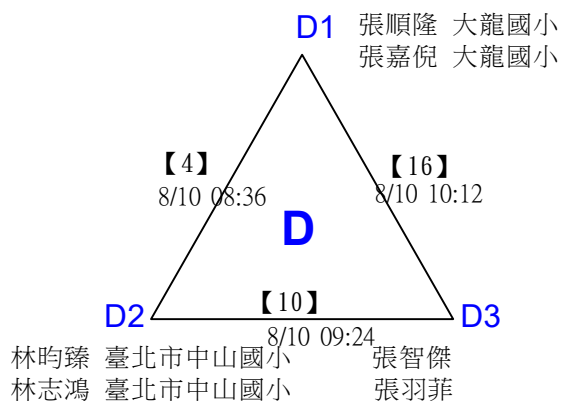 D1 張順隆 大龍國小
張嘉倪 大龍國小
【4】 【16】
8/10 08:36 8/10 10:12
D
【10】
D2 D3
8/10 09:24
林昀臻 臺北市中山國小 張智傑
林志鴻 臺北市中山國小 張羽菲